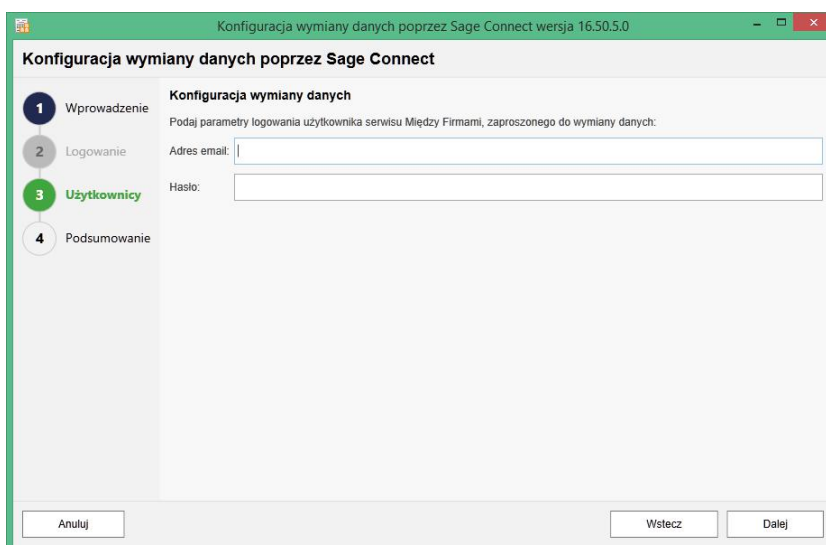 Konfiguracja wymiany danych poprzez Sage Connect wersja 16.50.5.0
Konfiguracja wymiany danych poprzez Sage Connect
1 Wprowadzenie
2 Logowanie
3 Użytkownicy
4 Podsumowanie
Konfiguracja wymiany danych
Podaj parametry logowania użytkownika serwisu Między Firmami, zaproszonego do wymiany danych:
Adres email:
Hasło:
Anuluj
Wstecz
Dalej